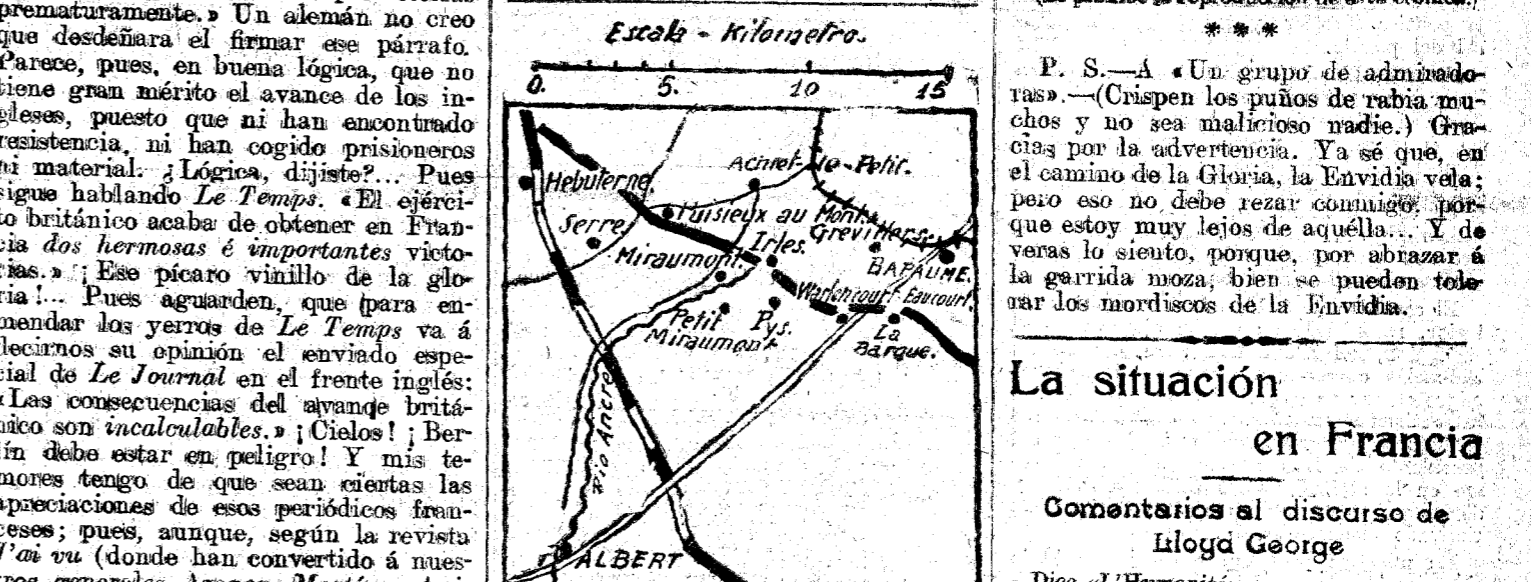 prematuramente.» Un alemán no creo
que desdeñara el firmar ese párrafo.
Parece, pues, en buena lógica, que no
tiene gran mérito el avance de los in-
gleses, puesto que ni han encontrado
resistencia, ni han cogido prisioneros
ni material. ¿Lógica, dijiste?... Pues
sigue hablando Le Temps. «El ejérci-
to británico acaba de obtener en Fran-
cia dos hermosas é importantes victo-
rias.» ¡Ese pícaro vinillo de la glo-
ria!... Pues aguarden, que para en-
mendar los yerros de Le Temps va á
decirnos su opinión el enviado espe-
cial de Le Journal en el frente inglés:
«Las consecuencias del avance britá-
nico son incalculables.» ¡Cielos! ¡Ber-
lín debe estar en peligro! Y mis te-
mores tengo de que sean ciertas las
apreciaciones de esos periódicos fran-
ceses; pues, aunque, según la revista
J'ai vu (donde han convertido á nues-
Escala - Kilometro.
0. 5. 10 15
Achiet-le-Petit.
Hebuterne.
Puisieux au Mont.
Serre.
Grevillers.
Irles.
Miraumont.
BAPAUME.
Warlencourt-Eaucourt.
Petit Miraumont
Pys.
La Barque.
Río Ancre
ALBERT
* * *
P. S.—A «Un grupo de admirado-
ras».—(Crispen los puños de rabia mu-
chos y no sea malicioso nadie.) Gra-
cias por la advertencia. Ya sé que, en
el camino de la Gloria, la Envidia vela;
pero eso no debe rezar conmigo, por-
que estoy muy lejos de aquélla... Y de
veras lo siento, porque, por abrazar á
la garrida moza, bien se pueden tole-
rar los mordiscos de la Envidia.
La situación
en Francia
Comentarios al discurso de
Lloyd George